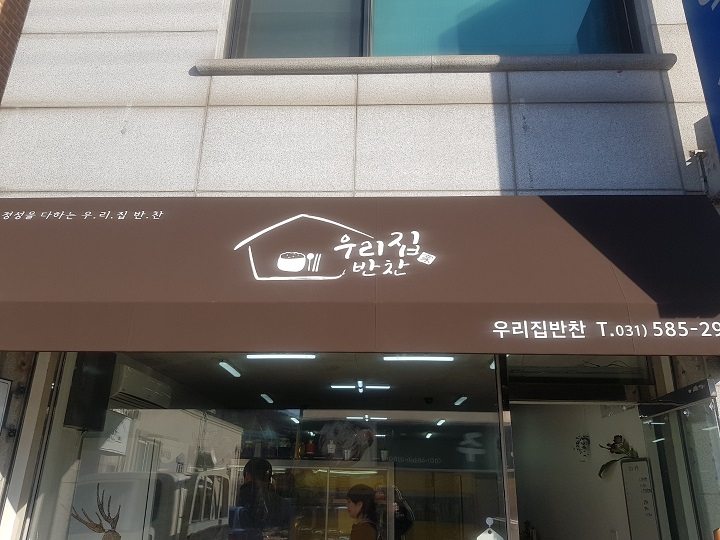 정성을 다하는 우.리.집 반.찬
우리집
반찬
우리집반찬 T.031) 585-29